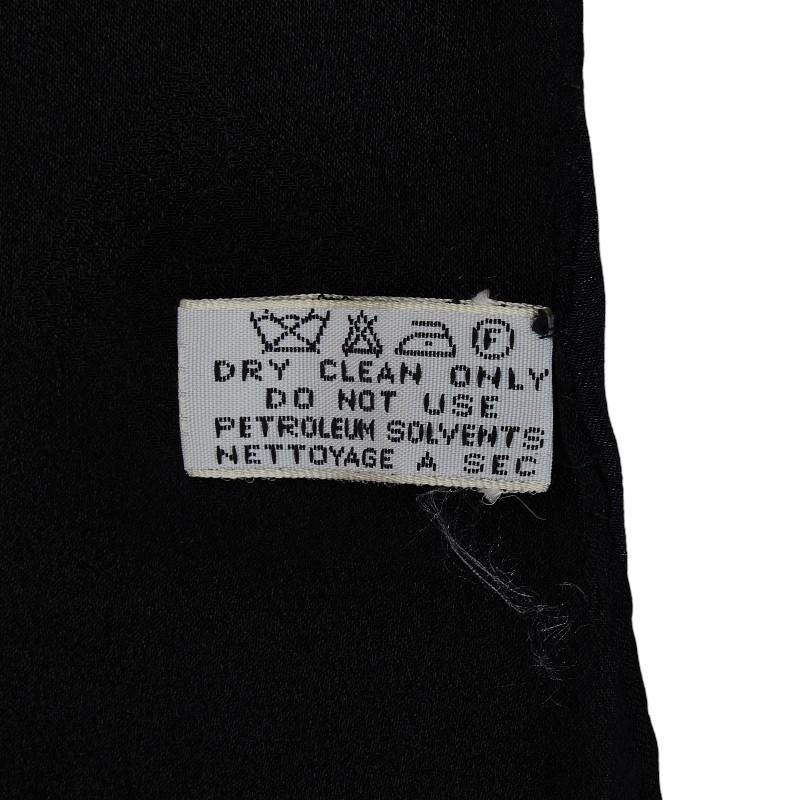 F
DRY CLEAN ONLY
DO NOT USE
PETROLEUM SOLVENTS
NETTOYAGE A SEC